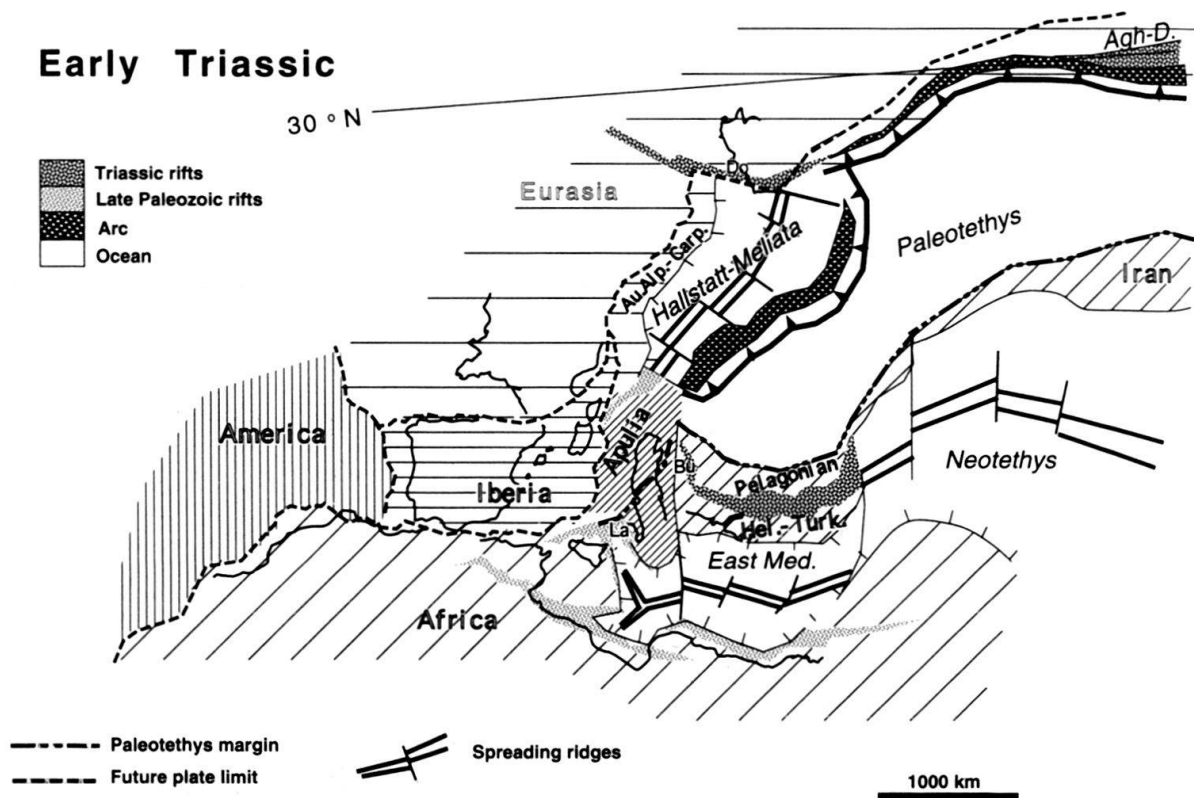 Early Triassic
Agh-D.
30 ° N
Triassic rifts
Late Paleozoic rifts
Arc
Ocean
Do
Eurasia
Paleotethys
Au.Alp.-Carp.
Hallstatt-Meliata
Iran
America
Apulia
Bü
Pelagonian
Neotethys
Iberia
La
Hel.-Turk.
East Med.
Africa
Paleotethys margin
Spreading ridges
Future plate limit
1000 km